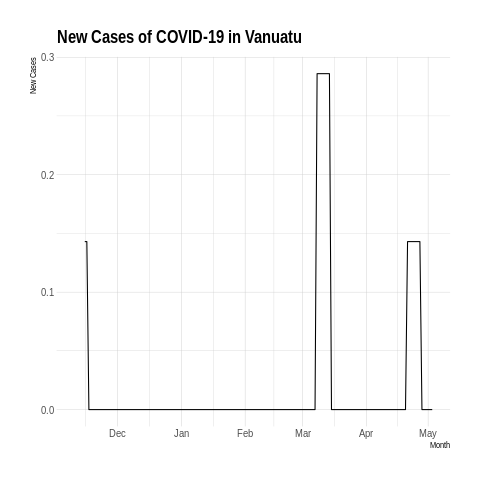 New Cases of COVID-19 in Vanuatu
New Cases
0.3
0.2
0.1
0.0
Dec Jan Feb Mar Apr May
Month